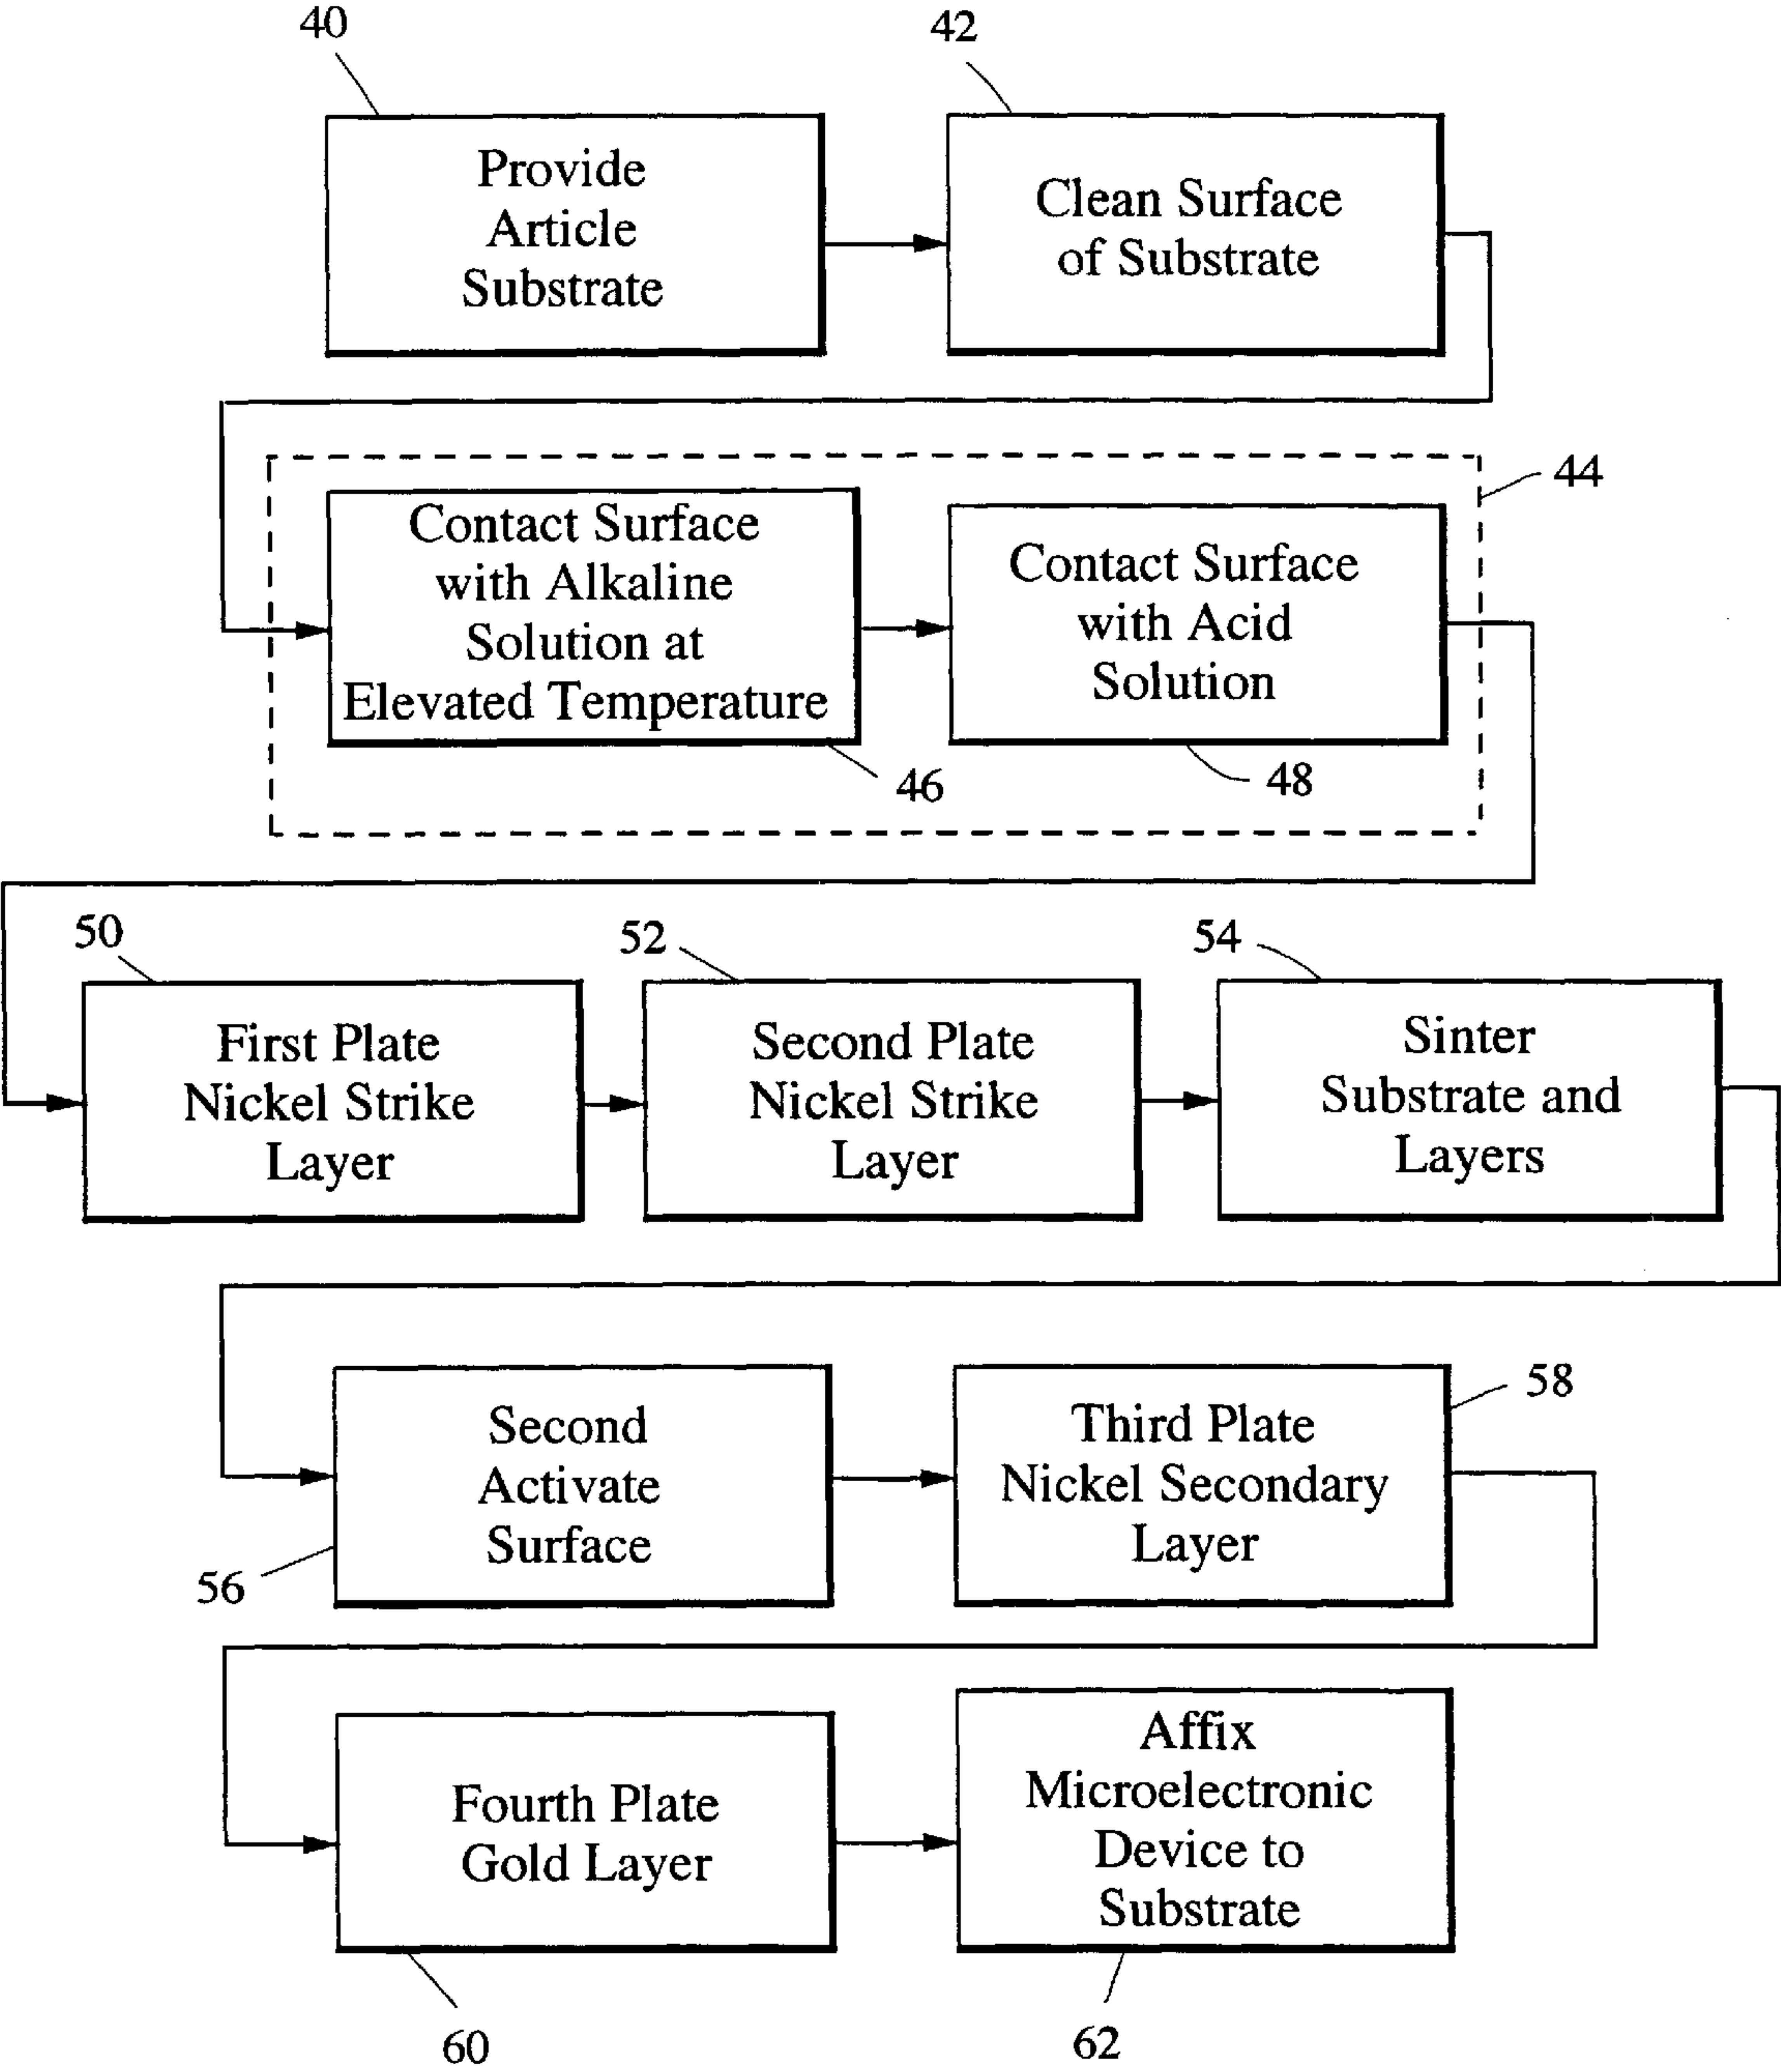 40
42
Provide
Article
Substrate
Clean Surface
of Substrate
44
Contact Surface
with Alkaline
Solution at
Elevated Temperature
Contact Surface
with Acid
Solution
46
48
50
52
54
First Plate
Nickel Strike
Layer
Second Plate
Nickel Strike
Layer
Sinter
Substrate and
Layers
Second
Activate
Surface
56
Third Plate
Nickel Secondary
Layer
58
Fourth Plate
Gold Layer
Affix
Microelectronic
Device to
Substrate
60
62